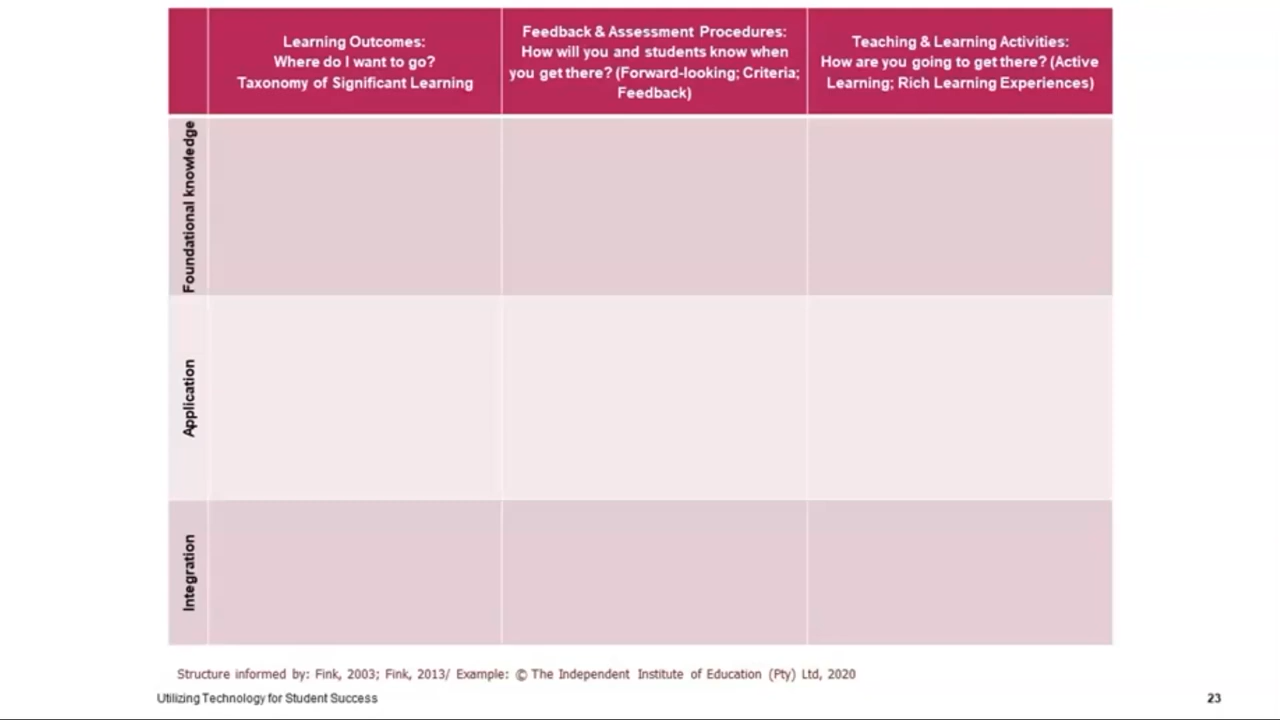 Learning Outcomes:
Where do I want to go?
Taxonomy of Significant Learning
Feedback & Assessment Procedures:
How will you and students know when
you get there? (Forward-looking; Criteria;
Feedback)
Teaching & Learning Activities:
How are you going to get there? (Active
Learning; Rich Learning Experiences)
Foundational knowledge
Application
Integration
Structure informed by: Fink, 2003; Fink, 2013/ Example: © The Independent Institute of Education (Pty) Ltd, 2020
Utilizing Technology for Student Success
23